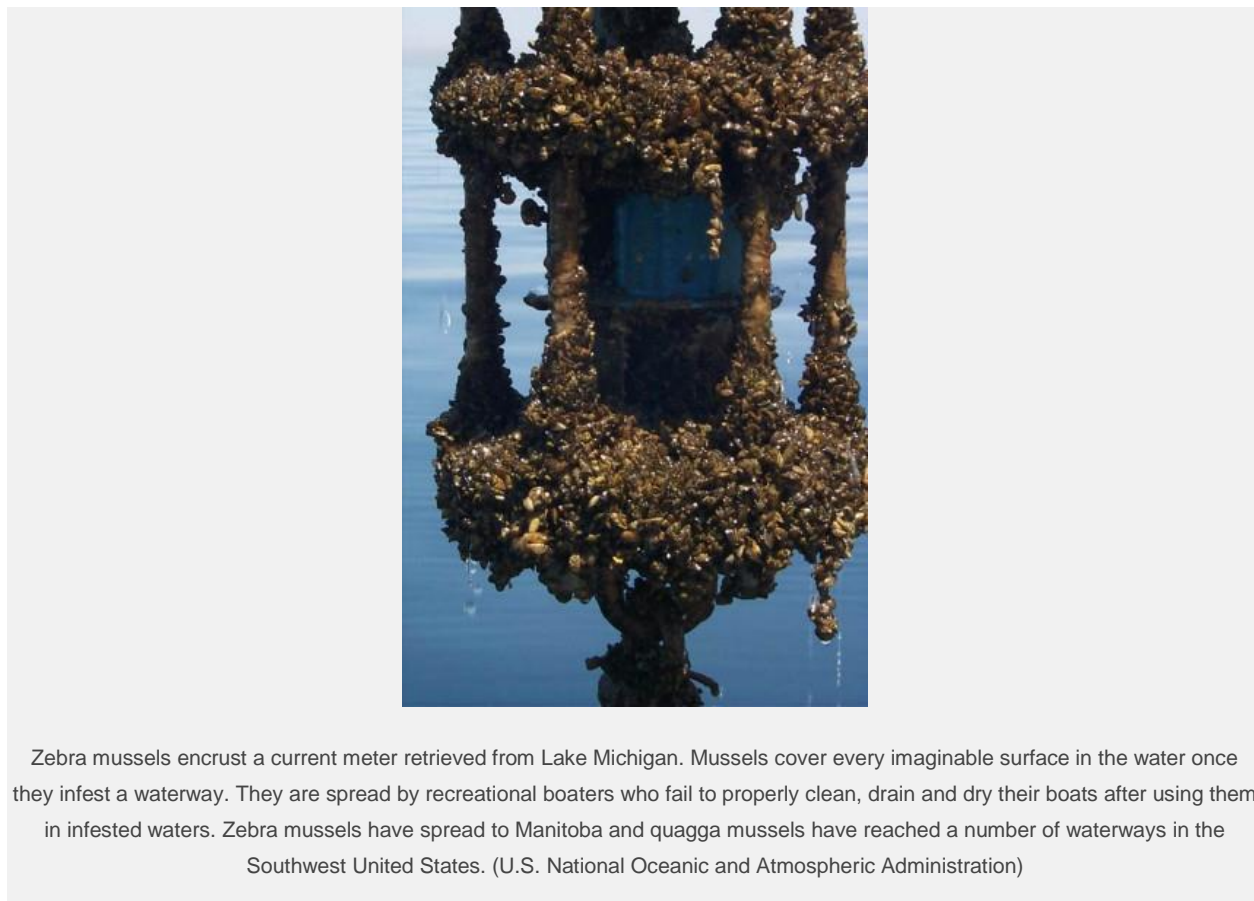 Zebra mussels encrust a current meter retrieved from Lake Michigan. Mussels cover every imaginable surface in the water once
they infest a waterway. They are spread by recreational boaters who fail to properly clean, drain and dry their boats after using them
in infested waters. Zebra mussels have spread to Manitoba and quagga mussels have reached a number of waterways in the
Southwest United States. (U.S. National Oceanic and Atmospheric Administration)